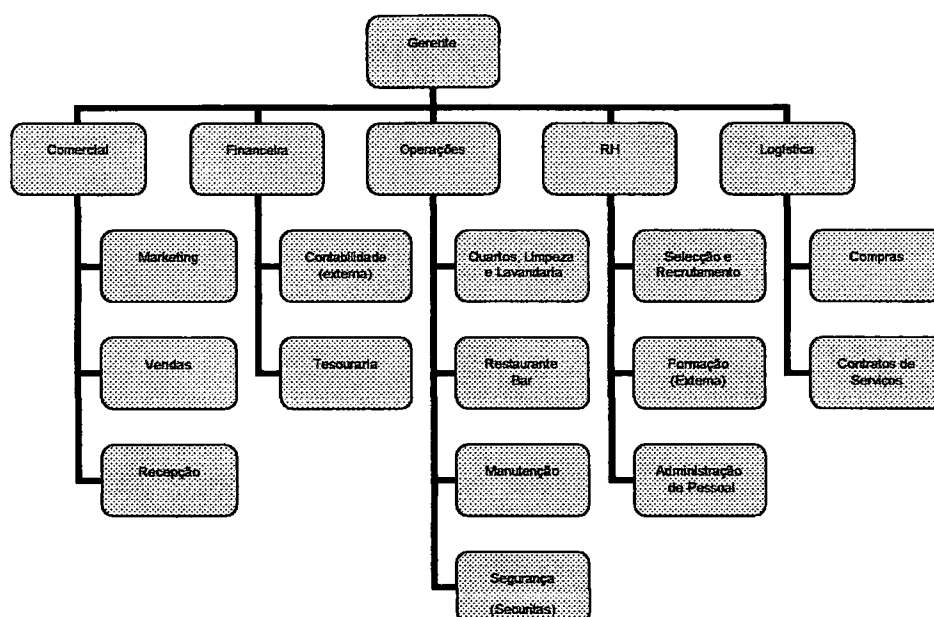 Gerente
Comercial
Financeira
Operações
RH
Logística
Marketing
Contabilidade
(externa)
Quartos, Limpeza
e Lavandaria
Selecção e
Recrutamento
Compras
Vendas
Tesouraria
Restaurante
Bar
Formação
(Externa)
Contratos de
Serviços
Recepção
Manutenção
Administração
de Pessoal
Segurança
(Securitas)